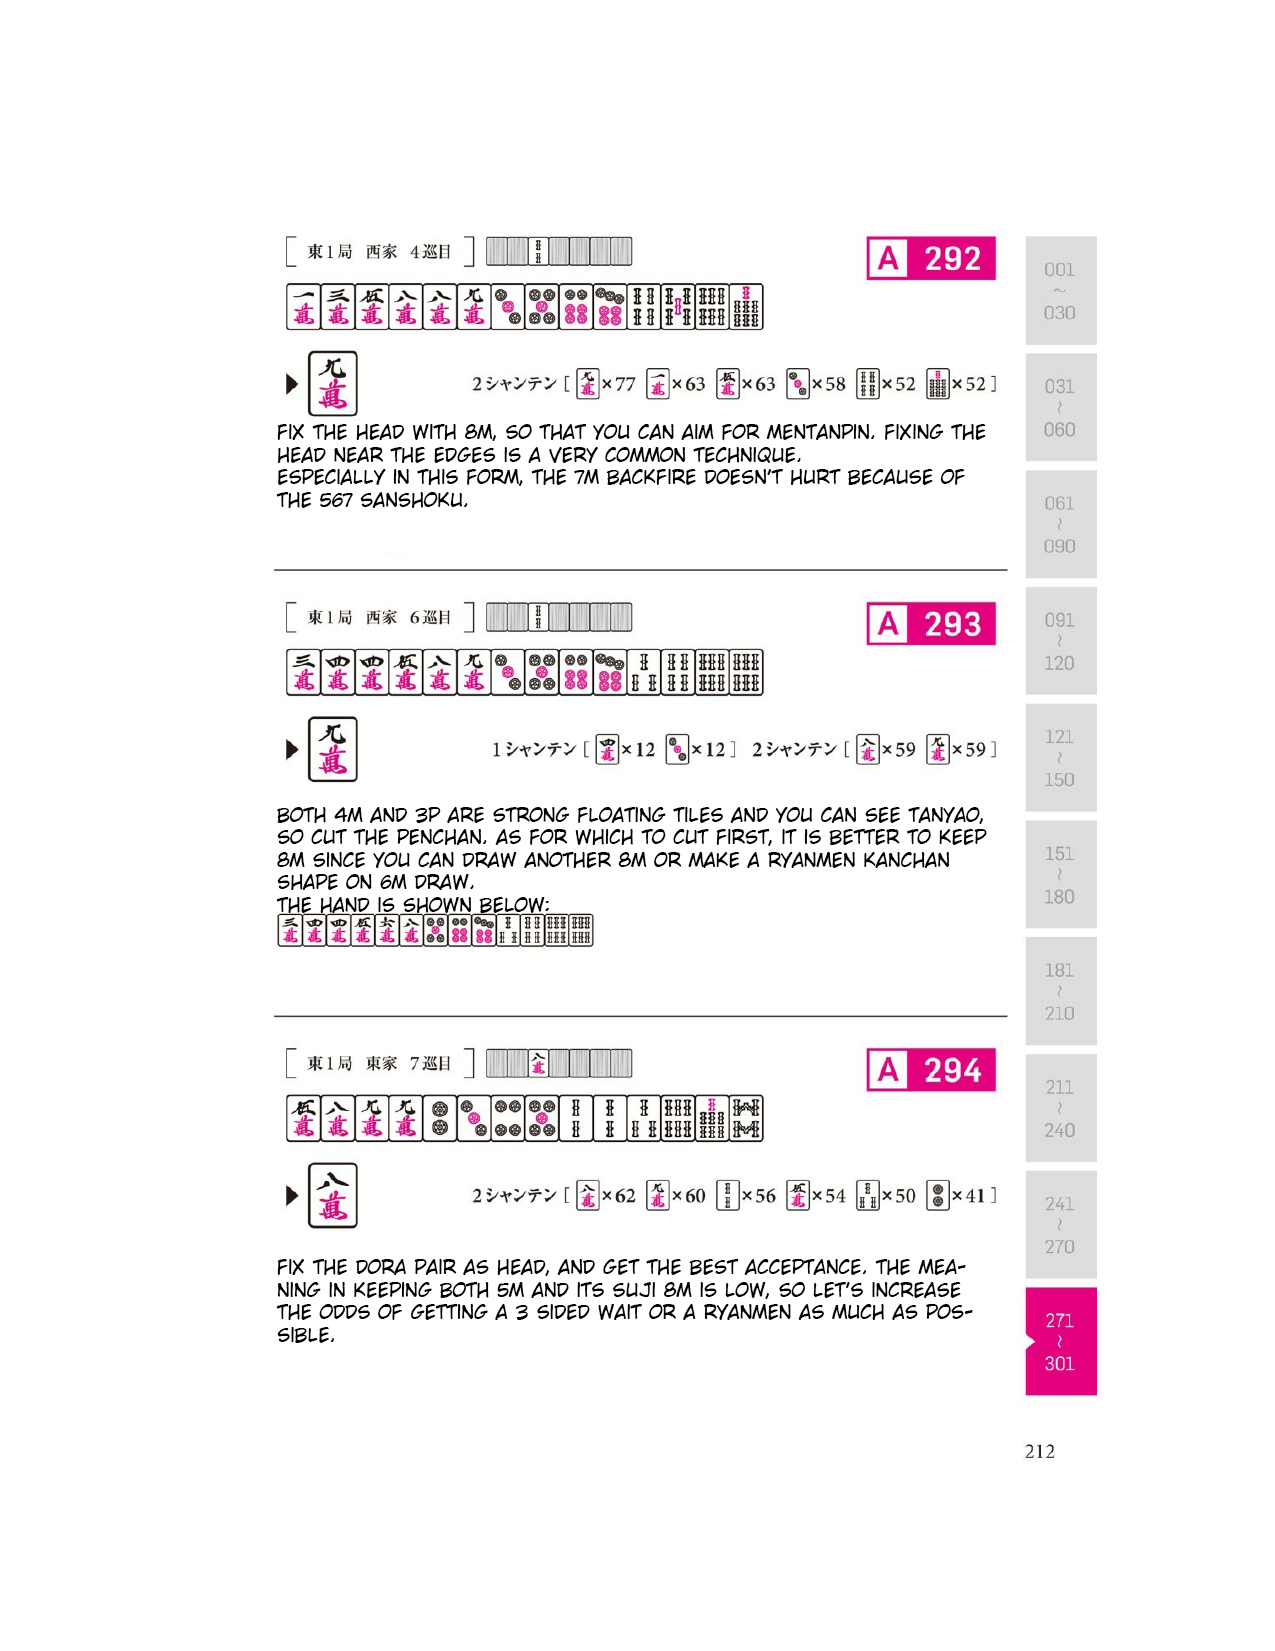 [ 東1局 西家 4巡目 ]
A 292
一萬 三萬 五萬 八萬 八萬 九萬
九萬 2シャンテン [ 九萬×77 一萬×63 五萬×63 ×58 ×52 ×52 ]
FIX THE HEAD WITH 8M, SO THAT YOU CAN AIM FOR MENTANPIN. FIXING THE
HEAD NEAR THE EDGES IS A VERY COMMON TECHNIQUE.
ESPECIALLY IN THIS FORM, THE 7M BACKFIRE DOESN'T HURT BECAUSE OF
THE 567 SANSHOKU.
[ 東1局 西家 6巡目 ]
A 293
三萬 四萬 四萬 五萬 八萬 九萬
九萬 1シャンテン [ 四萬×12 ×12 ] 2シャンテン [ 八萬×59 九萬×59 ]
BOTH 4M AND 3P ARE STRONG FLOATING TILES AND YOU CAN SEE TANYAO,
SO CUT THE PENCHAN. AS FOR WHICH TO CUT FIRST, IT IS BETTER TO KEEP
8M SINCE YOU CAN DRAW ANOTHER 8M OR MAKE A RYANMEN KANCHAN
SHAPE ON 6M DRAW.
THE HAND IS SHOWN BELOW:
三萬 四萬 四萬 五萬 六萬 八萬
[ 東1局 東家 7巡目 ] 八萬
A 294
五萬 八萬 九萬 九萬
八萬 2シャンテン [ 八萬×62 九萬×60 ×56 五萬×54 ×50 ×41 ]
FIX THE DORA PAIR AS HEAD, AND GET THE BEST ACCEPTANCE. THE MEA-
NING IN KEEPING BOTH 5M AND ITS SUJI 8M IS LOW, SO LET'S INCREASE
THE ODDS OF GETTING A 3 SIDED WAIT OR A RYANMEN AS MUCH AS POS-
SIBLE.
001
~
030
031
~
060
061
~
090
091
~
120
121
~
150
151
~
180
181
~
210
211
~
240
241
~
270
271
~
301
212